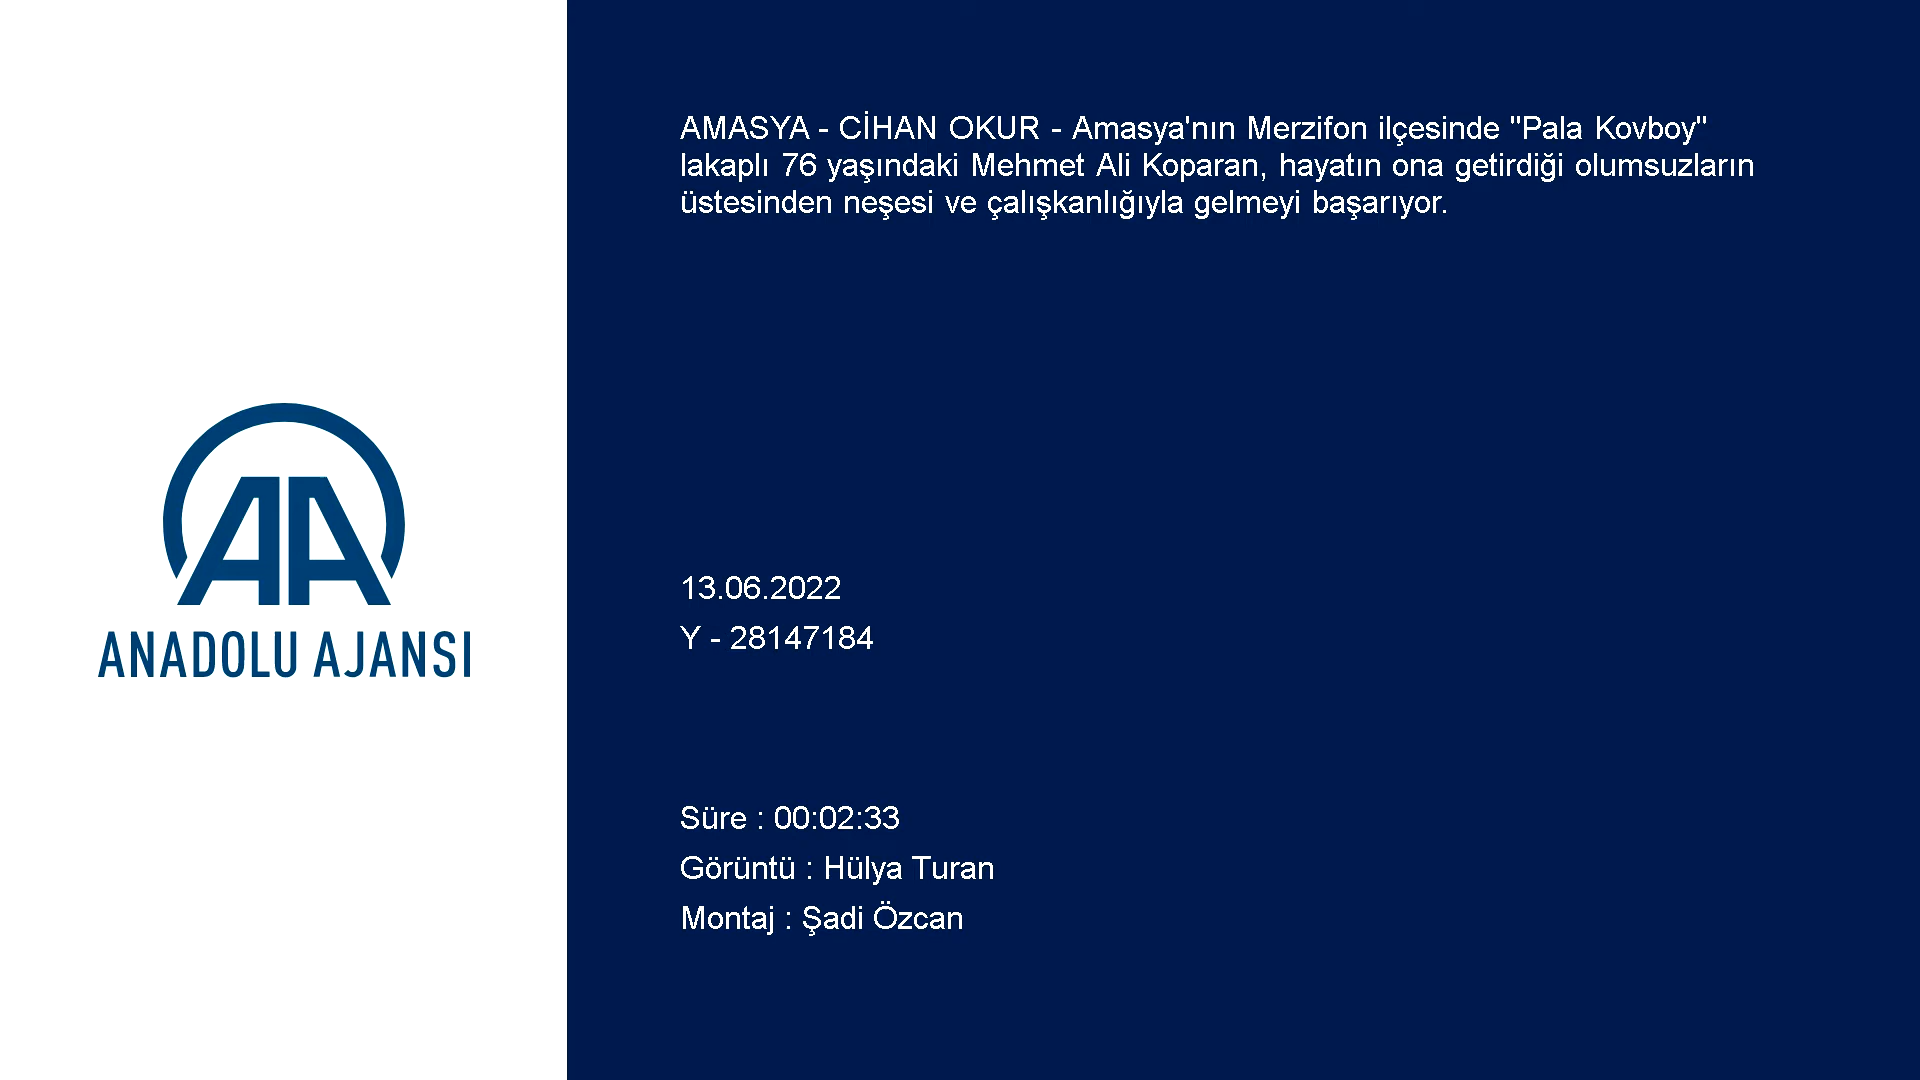 AMASYA - CİHAN OKUR - Amasya'nın Merzifon ilçesinde "Pala Kovboy"
lakaplı 76 yaşındaki Mehmet Ali Koparan, hayatın ona getirdiği olumsuzların
üstesinden neşesi ve çalışkanlığıyla gelmeyi başarıyor.
AA
ANADOLU AJANSI
13.06.2022
Y - 28147184
Süre : 00:02:33
Görüntü : Hülya Turan
Montaj : Şadi Özcan